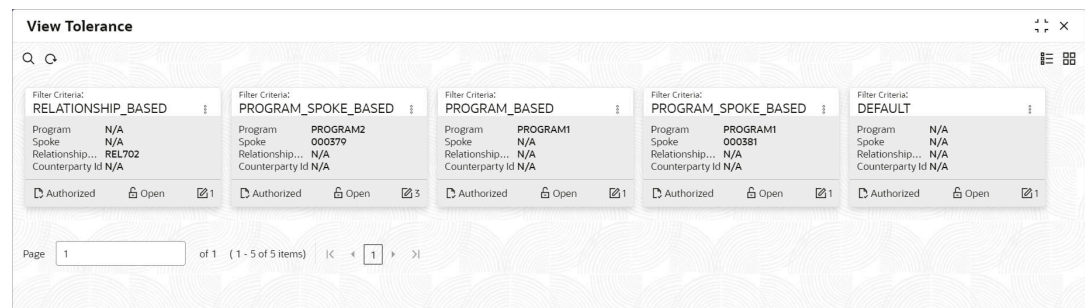 View Tolerance
Filter Criteria:
RELATIONSHIP_BASED
Program N/A
Spoke N/A
Relationship... REL702
Counterparty Id N/A
Authorized Open 1
Filter Criteria:
PROGRAM_SPOKE_BASED
Program PROGRAM2
Spoke 000379
Relationship... N/A
Counterparty Id N/A
Authorized Open 3
Filter Criteria:
PROGRAM_BASED
Program PROGRAM1
Spoke N/A
Relationship... N/A
Counterparty Id N/A
Authorized Open 1
Filter Criteria:
PROGRAM_SPOKE_BASED
Program PROGRAM1
Spoke 000381
Relationship... N/A
Counterparty Id N/A
Authorized Open 1
Filter Criteria:
DEFAULT
Program N/A
Spoke N/A
Relationship... N/A
Counterparty Id N/A
Authorized Open 1
Page 1 of 1 ( 1 - 5 of 5 items) 1